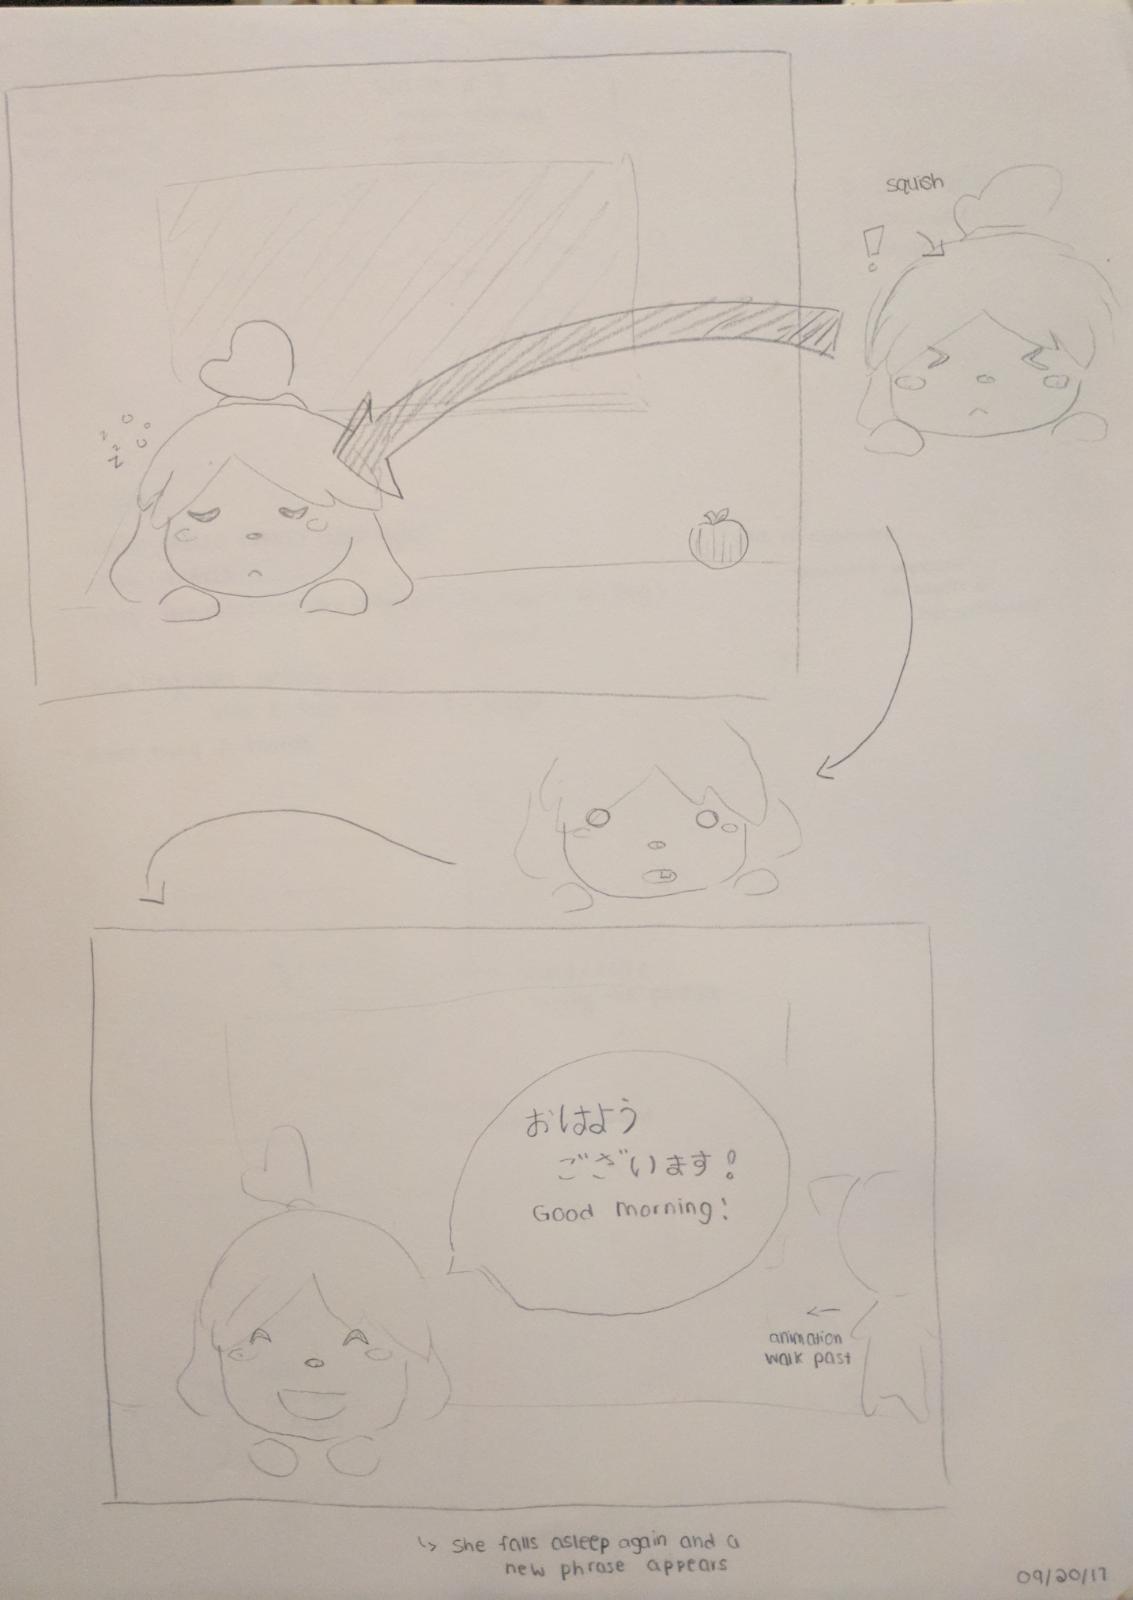 squish
!
zzz
おはよう
ございます!
Good morning!
←
animation
walk past
↳ She falls asleep again and a
new phrase appears
09/20/17